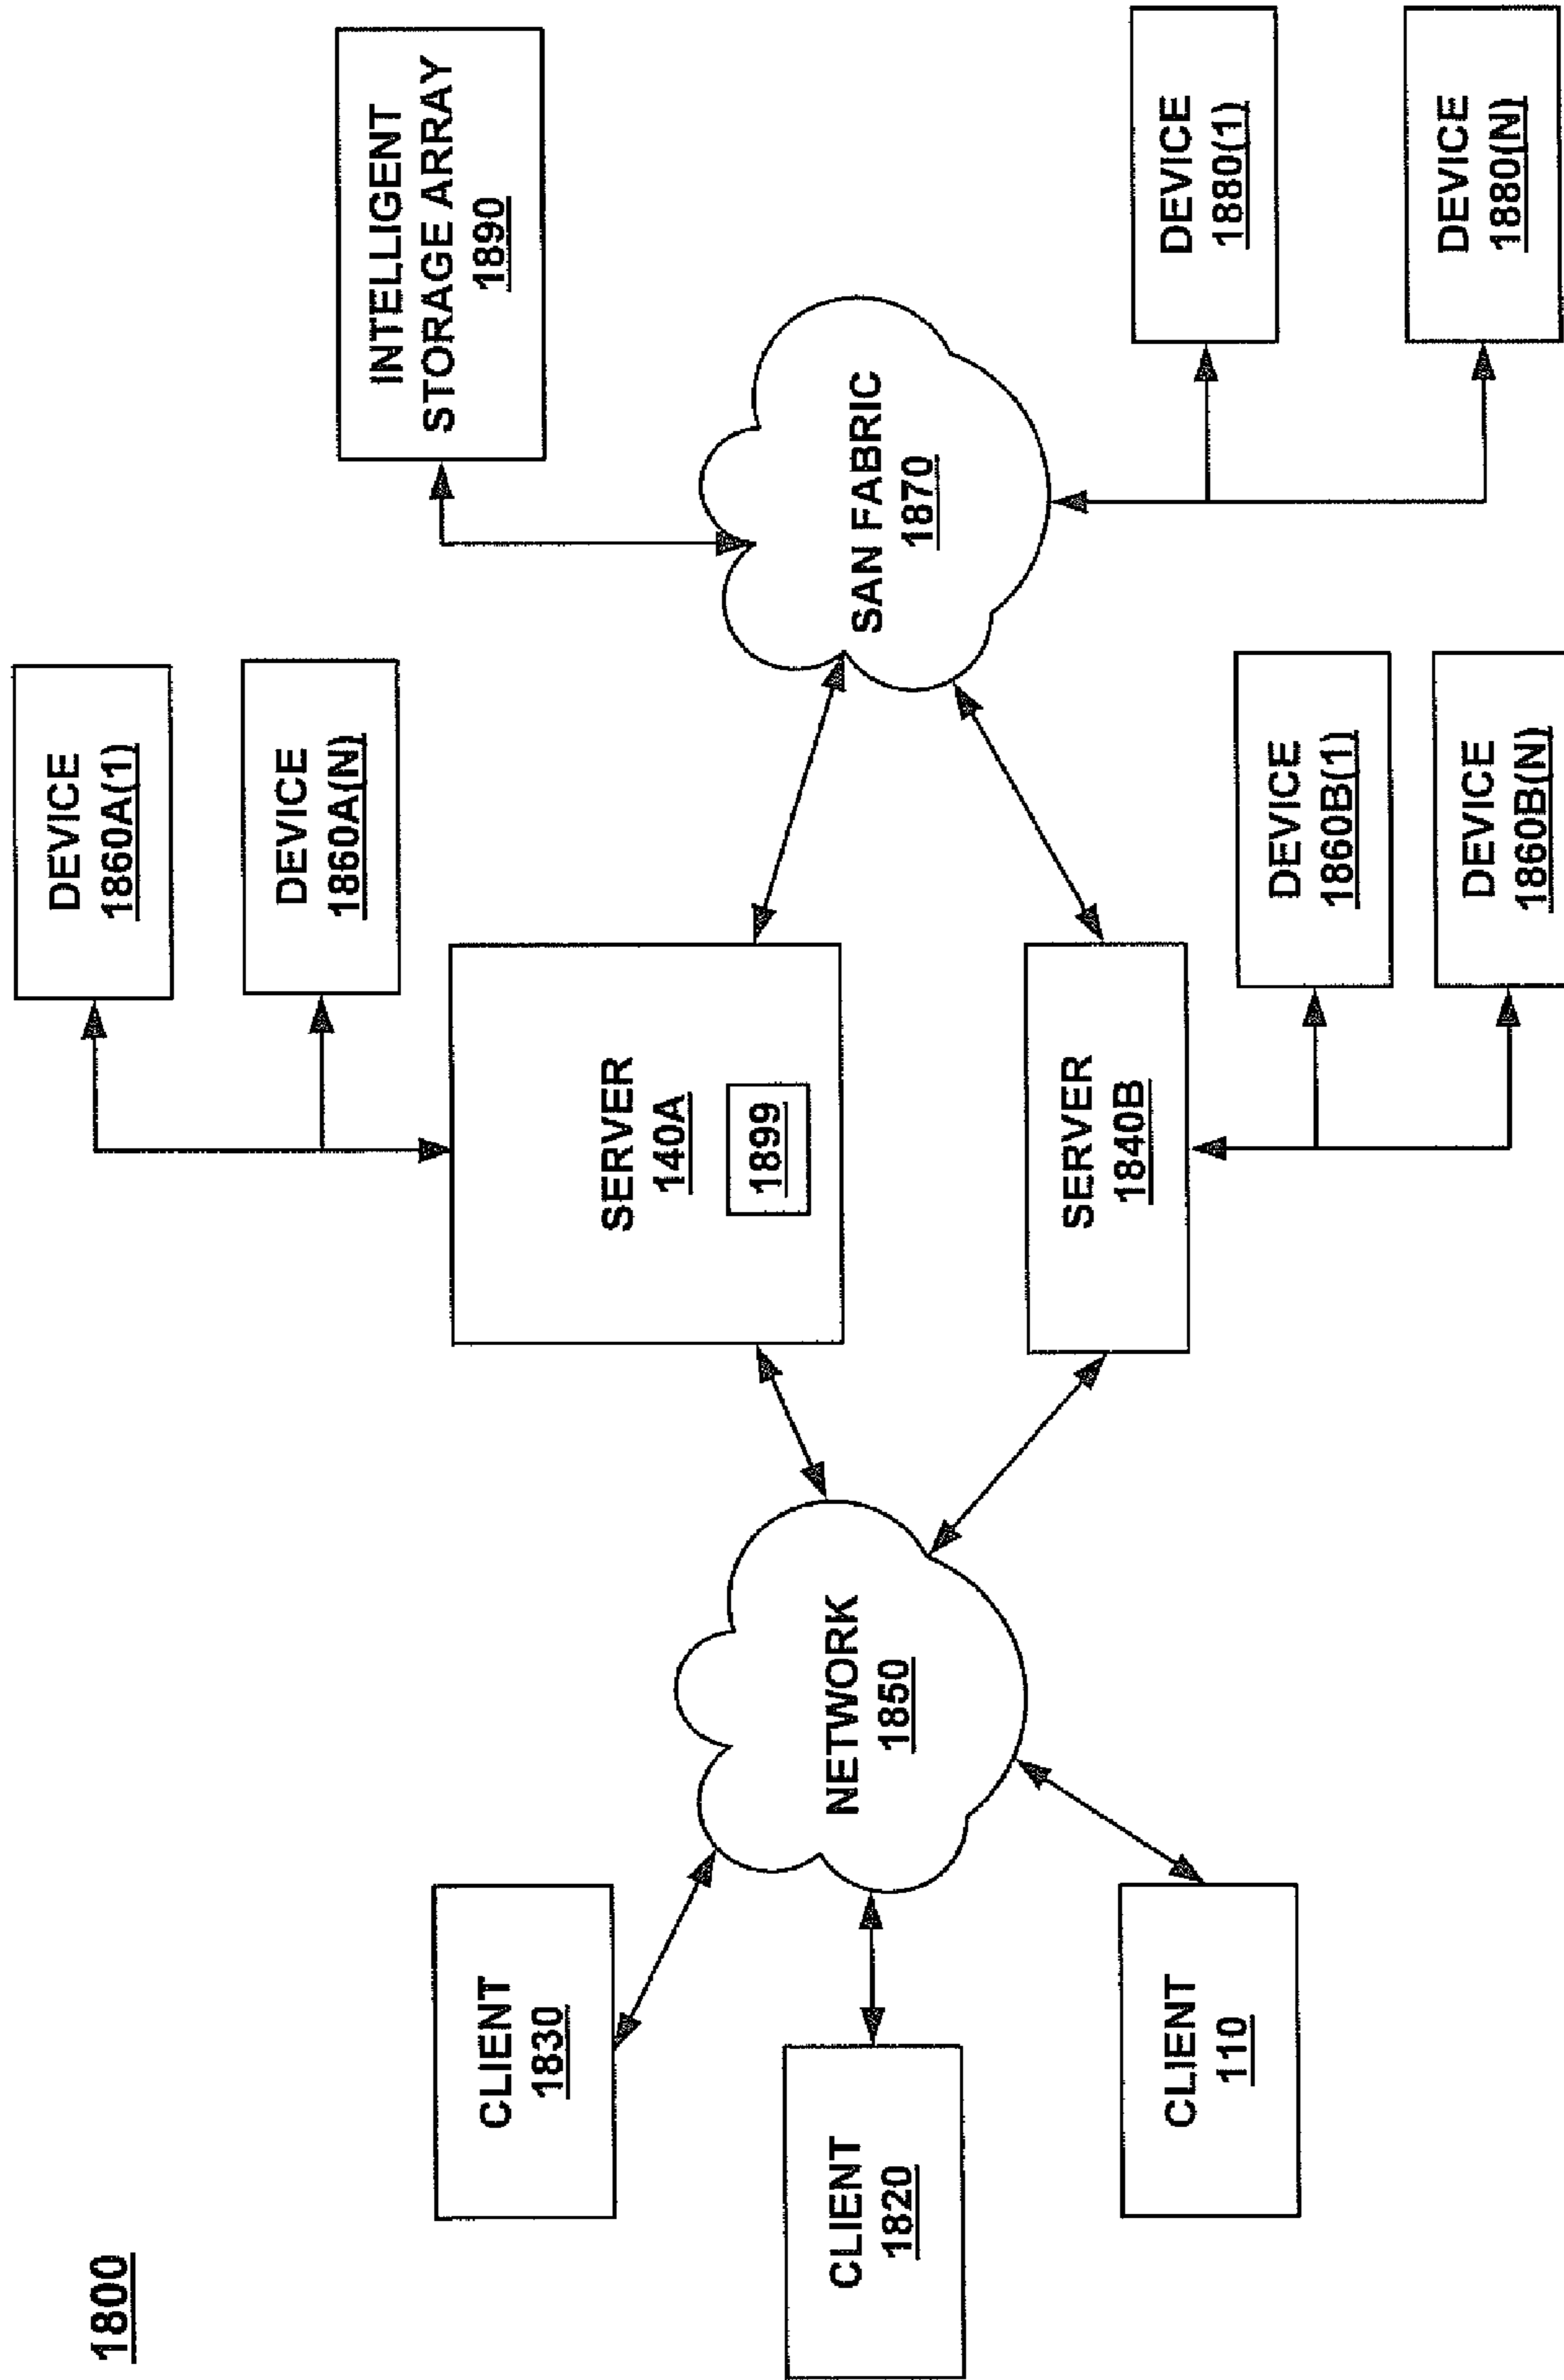 1800
CLIENT
1830
CLIENT
1820
CLIENT
110
NETWORK
1850
SERVER
140A
1899
SERVER
1840B
DEVICE
1860A(1)
DEVICE
1860A(N)
DEVICE
1860B(1)
DEVICE
1860B(N)
SAN FABRIC
1870
INTELLIGENT
STORAGE ARRAY
1890
DEVICE
1880(1)
DEVICE
1880(N)